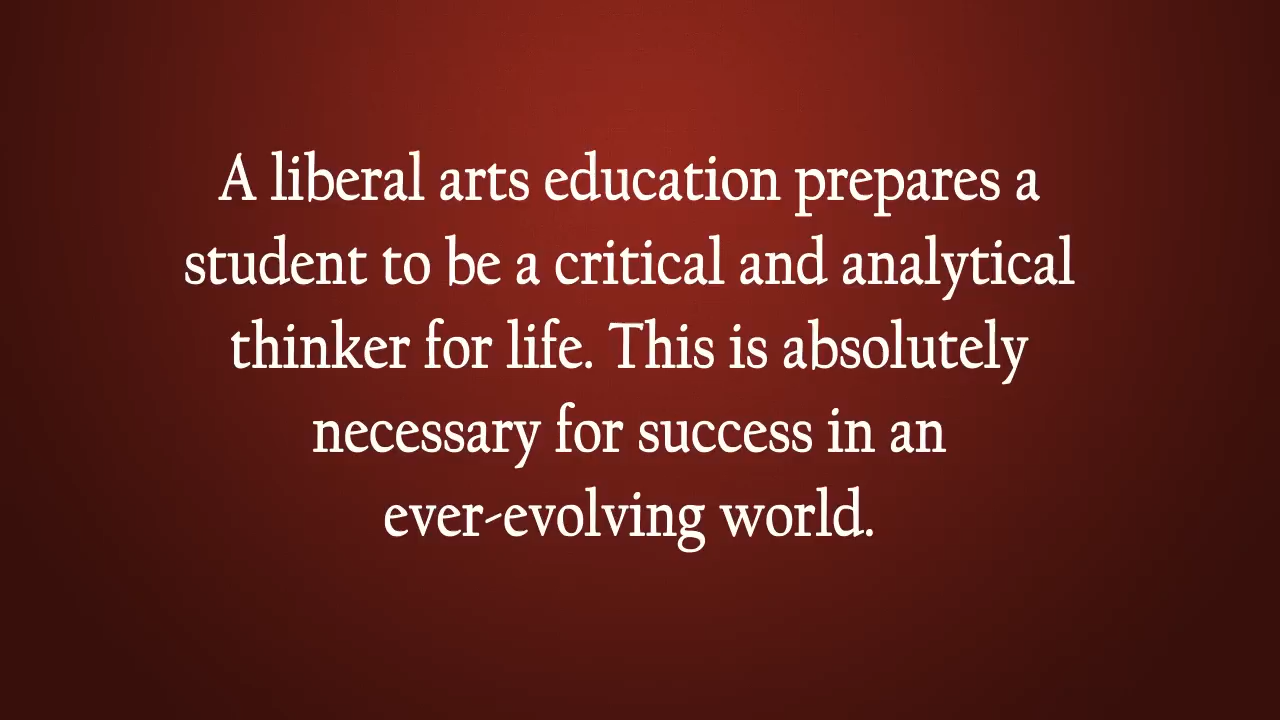 A liberal arts education prepares a
student to be a critical and analytical
thinker for life. This is absolutely
necessary for success in an
ever-evolving world.